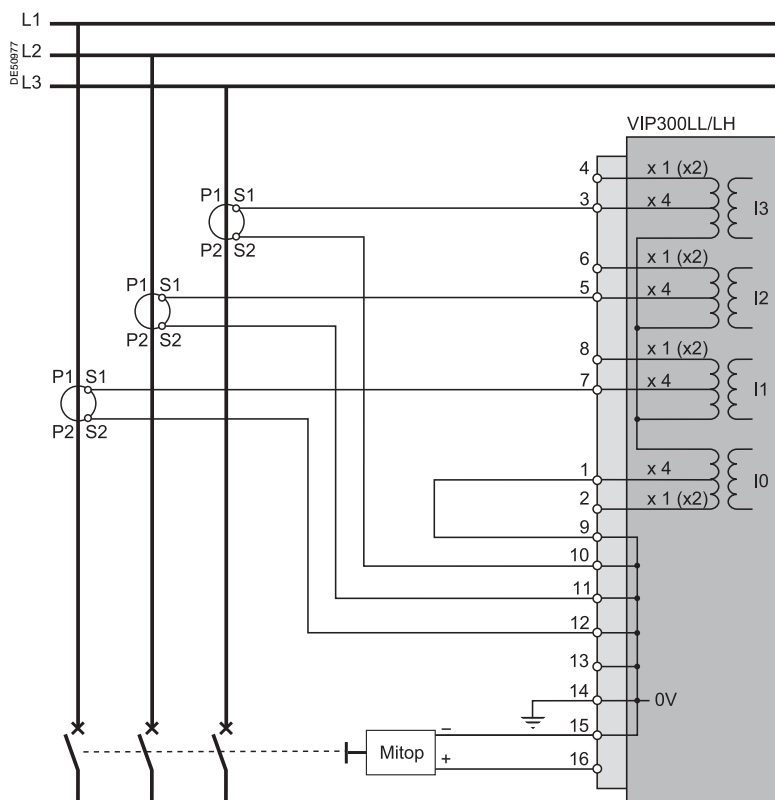 L1
DE50977
L2
L3
VIP300LL/LH
4 x 1 (x2)
P1 S1
3 x 4
I3
P2 S2
6 x 1 (x2)
P1 S1
5 x 4
I2
P2 S2
8 x 1 (x2)
P1 S1
7 x 4
I1
P2 S2
1 x 4
I0
2 x 1 (x2)
9
10
11
12
13
14 0V
– 15
Mitop
+ 16